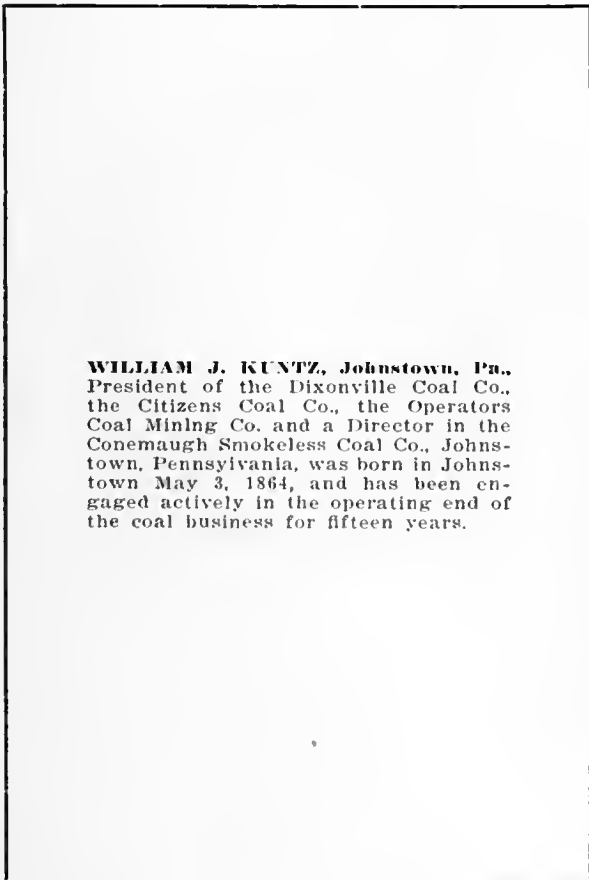 WILLIAM J. KUNTZ, Johnstown, Pa.,
President of the Dixonville Coal Co.,
the Citizens Coal Co., the Operators
Coal Mining Co. and a Director in the
Conemaugh Smokeless Coal Co., Johns-
town, Pennsylvania, was born in Johns-
town May 3, 1864, and has been en-
gaged actively in the operating end of
the coal business for fifteen years.